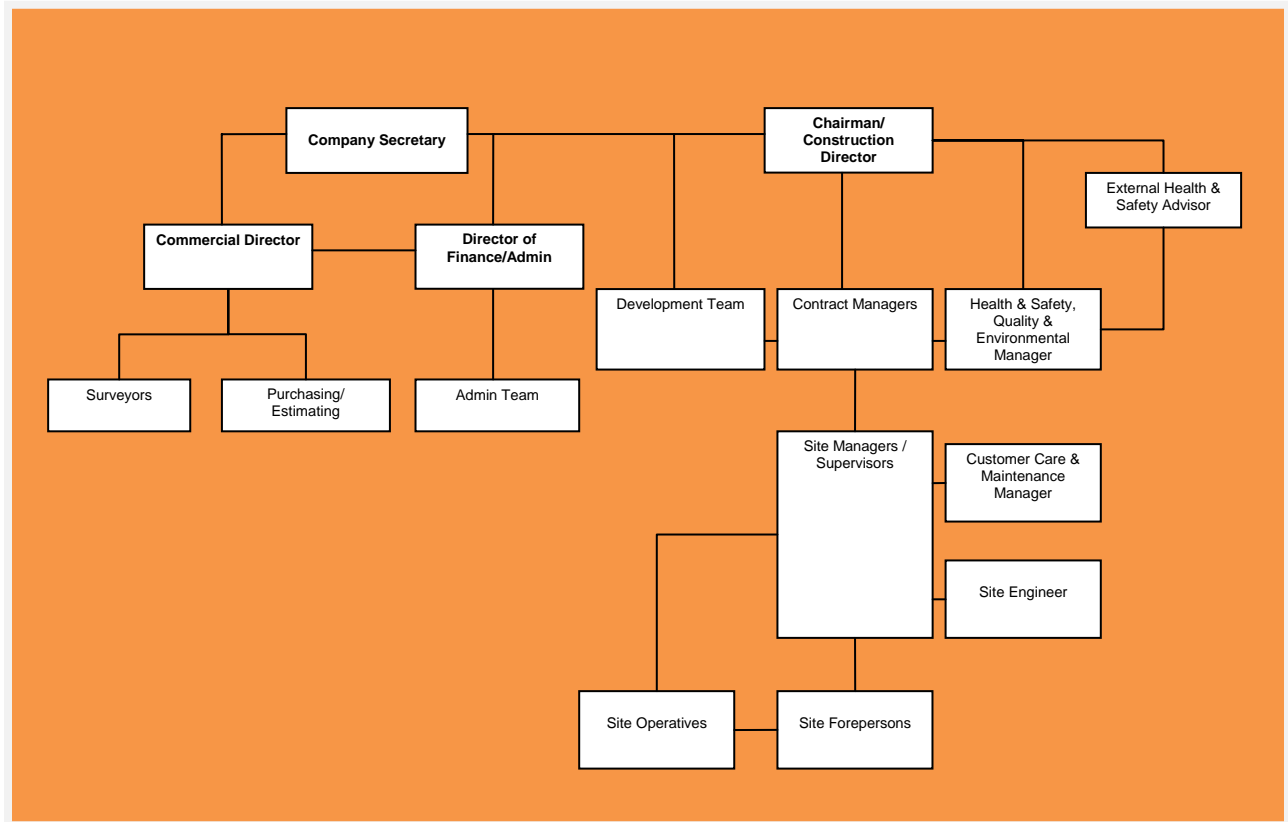 Company Secretary
Chairman/
Construction
Director
External Health &
Safety Advisor
Commercial Director
Director of
Finance/Admin
Development Team
Contract Managers
Health & Safety,
Quality &
Environmental
Manager
Surveyors
Purchasing/
Estimating
Admin Team
Site Managers /
Supervisors
Customer Care &
Maintenance
Manager
Site Engineer
Site Operatives
Site Forepersons